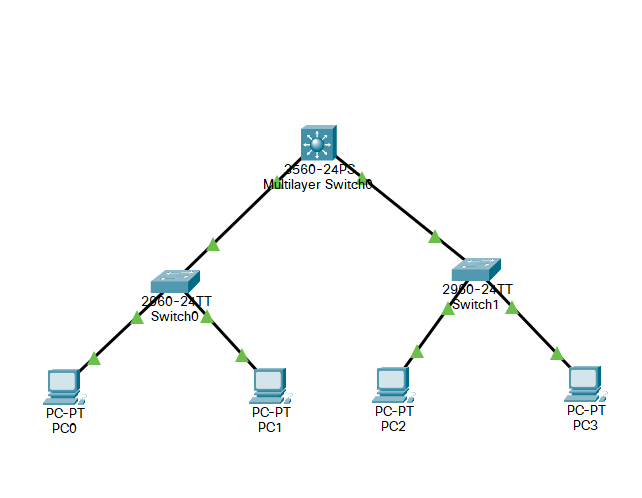 3560-24PS
Multilayer Switch0
2960-24TT
Switch0
2960-24TT
Switch1
PC-PT
PC0
PC-PT
PC1
PC-PT
PC2
PC-PT
PC3